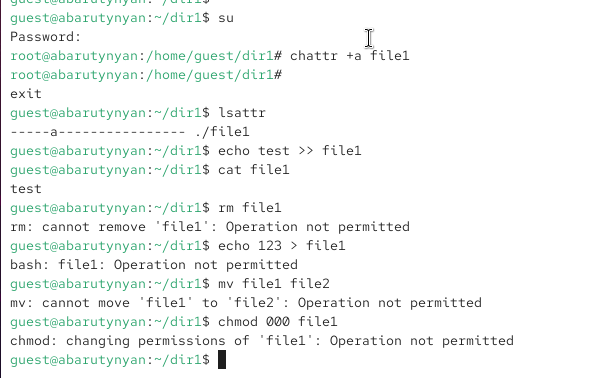 guest@abarutynyan:~/dir1$ su
Password:
root@abarutynyan:/home/guest/dir1# chattr +a file1
root@abarutynyan:/home/guest/dir1#
exit
guest@abarutynyan:~/dir1$ lsattr
-----a---------------- ./file1
guest@abarutynyan:~/dir1$ echo test >> file1
guest@abarutynyan:~/dir1$ cat file1
test
guest@abarutynyan:~/dir1$ rm file1
rm: cannot remove 'file1': Operation not permitted
guest@abarutynyan:~/dir1$ echo 123 > file1
bash: file1: Operation not permitted
guest@abarutynyan:~/dir1$ mv file1 file2
mv: cannot move 'file1' to 'file2': Operation not permitted
guest@abarutynyan:~/dir1$ chmod 000 file1
chmod: changing permissions of 'file1': Operation not permitted
guest@abarutynyan:~/dir1$